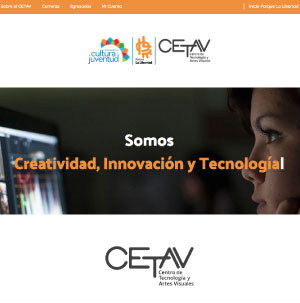 Sobre el CETAV Carreras Egresados Mi Cuenta Inicio Parque La Libertad
cultura y
juventud
Parque
La Libertad
CETAV
Centro de
Tecnología y
Artes Visuales
Somos
Creatividad, Innovación y Tecnología
CETAV
Centro de
Tecnología y
Artes Visuales